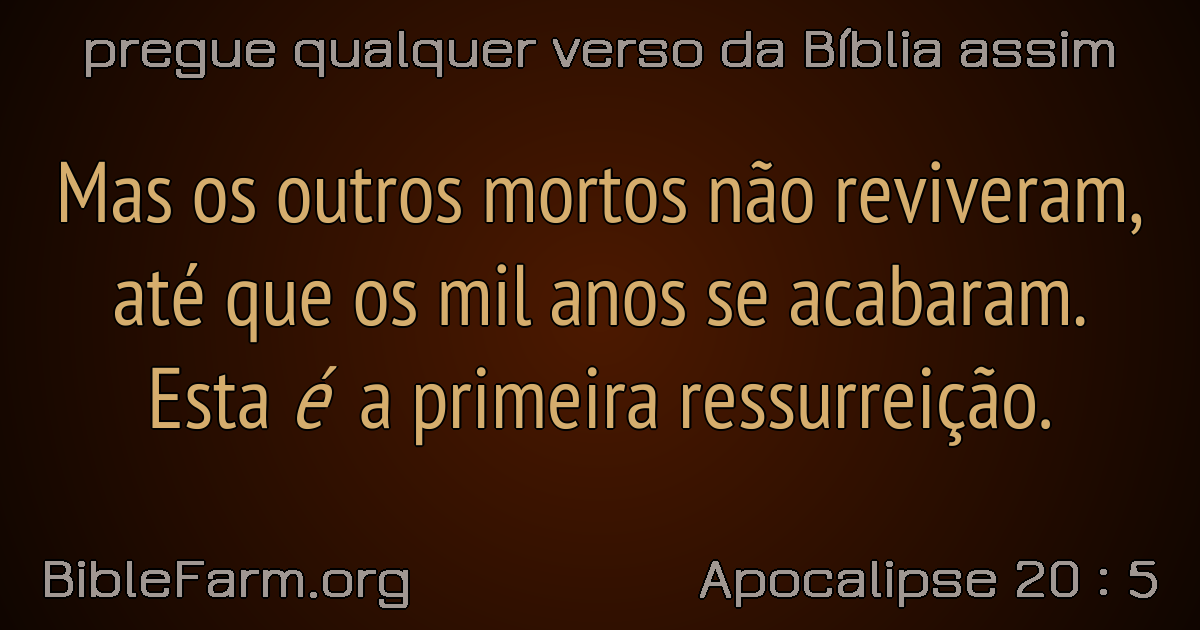 pregue qualquer verso da Bíblia assim
Mas os outros mortos não reviveram,
até que os mil anos se acabaram.
Esta é a primeira ressurreição.
BibleFarm.org
Apocalipse 20 : 5